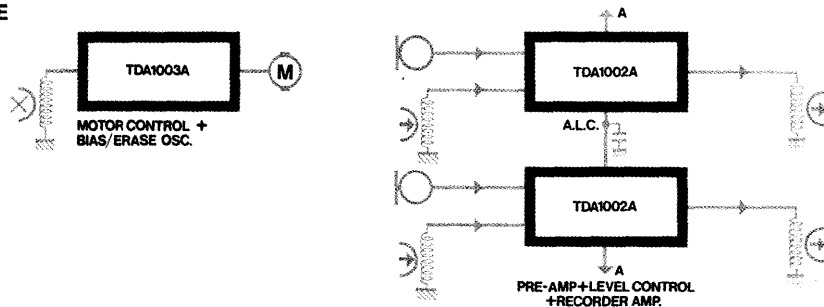 E
TDA1003A
M
MOTOR CONTROL +
BIAS/ERASE OSC.
A
TDA1002A
A.L.C.
TDA1002A
A
PRE-AMP+LEVEL CONTROL
+RECORDER AMP.